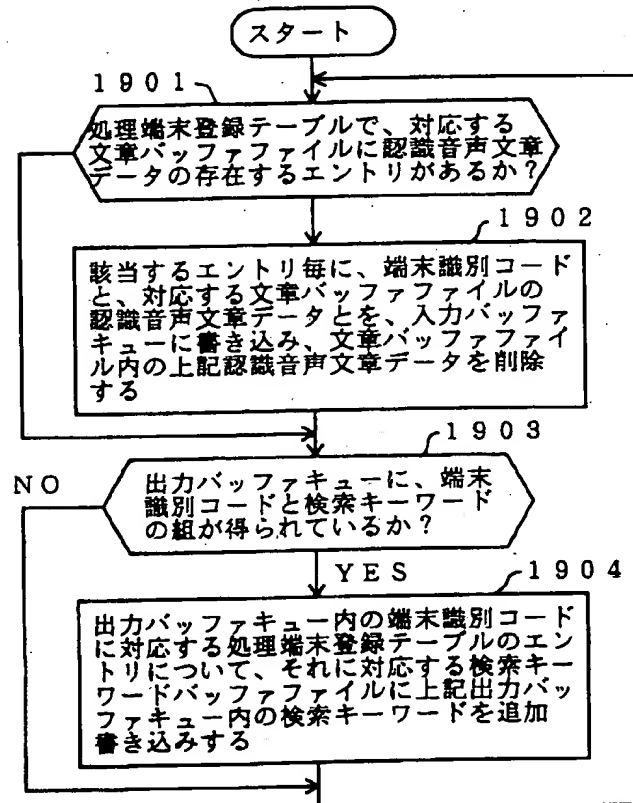 スタート
1901
処理端末登録テーブルで、対応する
文章バッファファイルに認識音声文章
データの存在するエントリがあるか？
1902
該当するエントリ毎に、端末識別コード
と、対応する文章バッファファイルの
認識音声文章データとを、入力バッファ
キューに書き込み、文章バッファファイ
ル内の上記認識音声文章データを削除
する
1903
NO
出力バッファキューに、端末
識別コードと検索キーワード
の組が得られているか？
YES
1904
出力バッファキュー内の端末識別コード
に対応する処理端末登録テーブルのエン
トリについて、それに対応する検索キー
ワードバッファファイルに上記出力バッ
ファキュー内の検索キーワードを追加
書き込みする